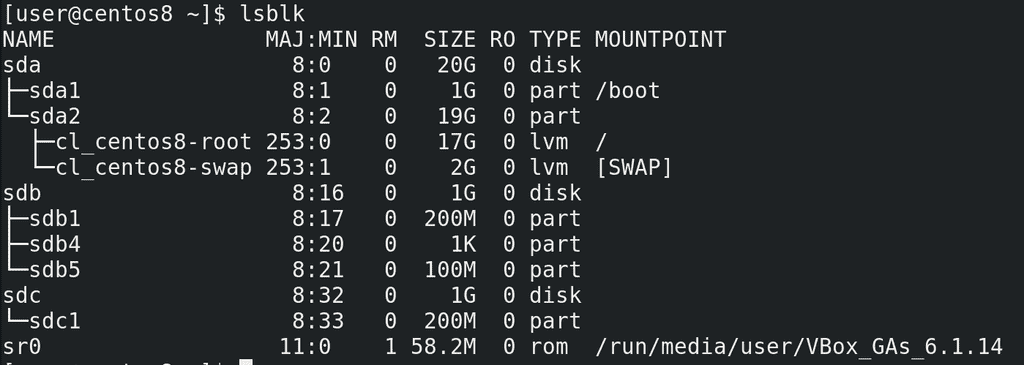 [user@centos8 ~]$ lsblk
NAME                MAJ:MIN RM  SIZE RO TYPE MOUNTPOINT
sda                   8:0    0   20G  0 disk
├─sda1                8:1    0    1G  0 part /boot
└─sda2                8:2    0   19G  0 part
  ├─cl_centos8-root 253:0    0   17G  0 lvm  /
  └─cl_centos8-swap 253:1    0    2G  0 lvm  [SWAP]
sdb                   8:16   0    1G  0 disk
├─sdb1                8:17   0  200M  0 part
├─sdb4                8:20   0    1K  0 part
└─sdb5                8:21   0  100M  0 part
sdc                   8:32   0    1G  0 disk
└─sdc1                8:33   0  200M  0 part
sr0                  11:0    1 58.2M  0 rom  /run/media/user/VBox_GAs_6.1.14